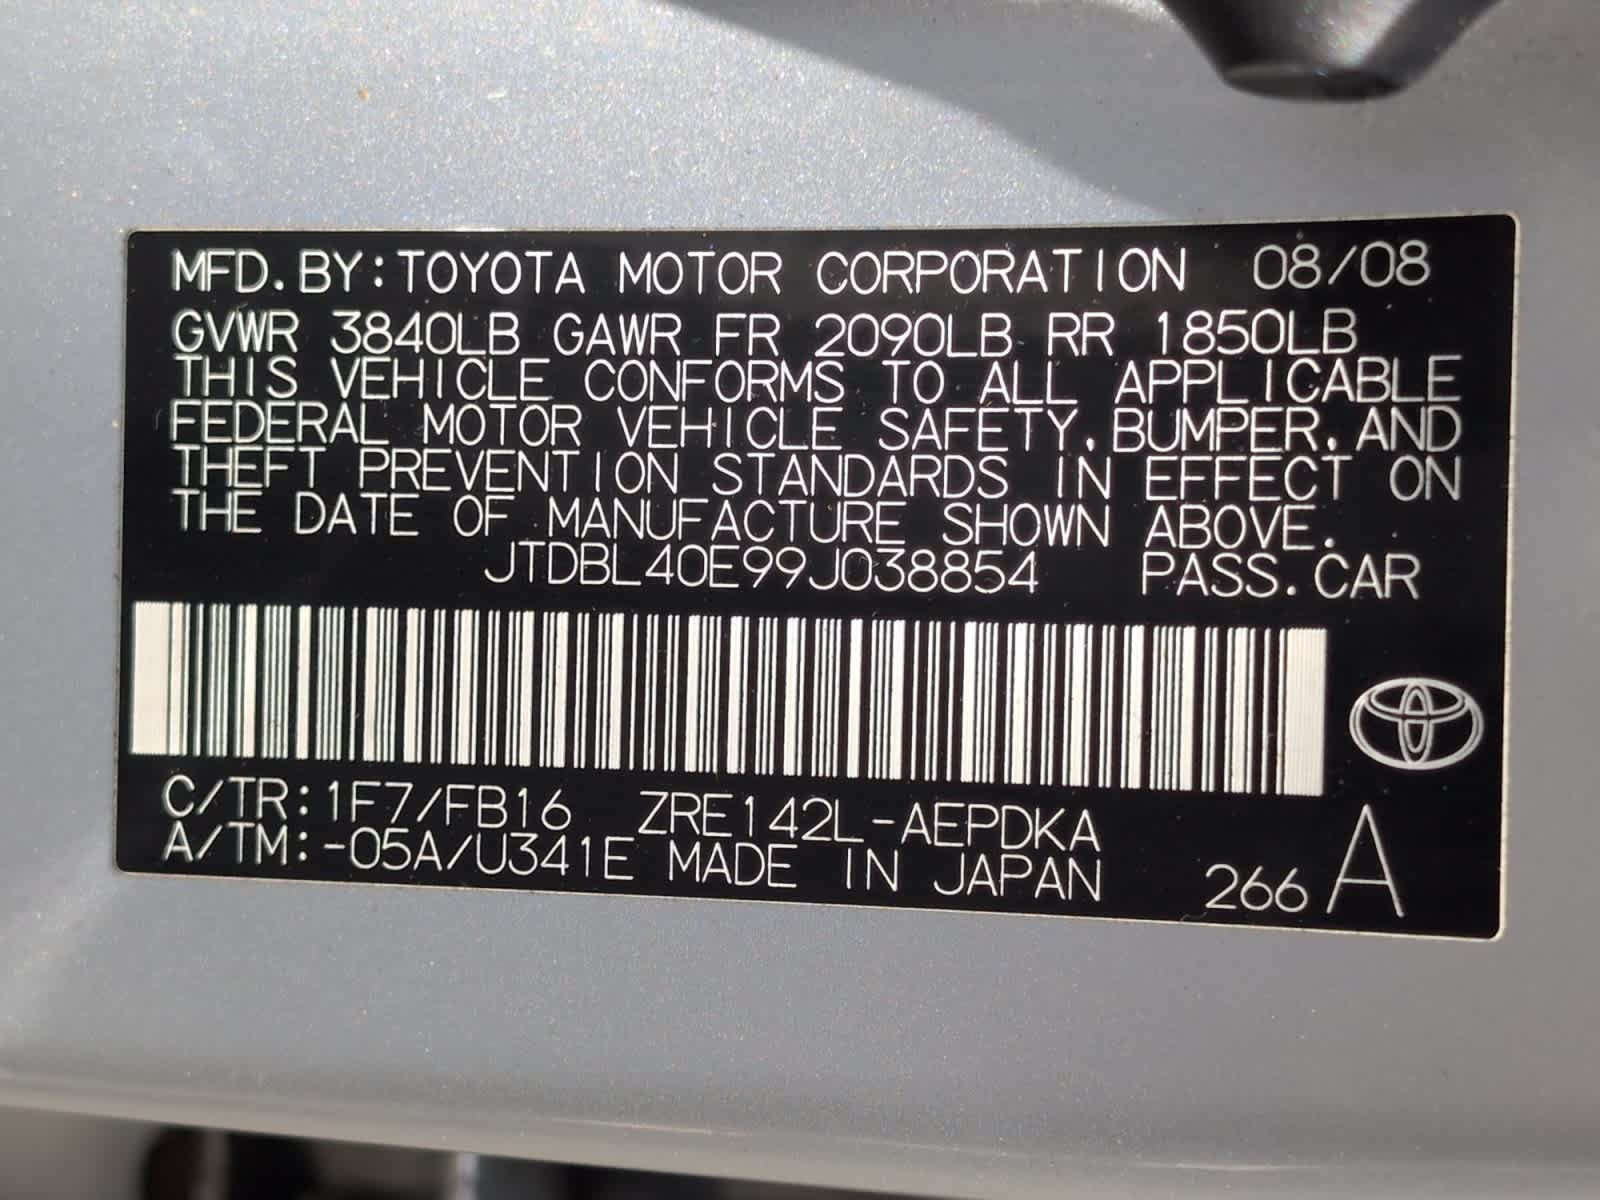 MFD. BY: TOYOTA MOTOR CORPORATION 08/08
GVWR 3840LB GAWR FR 2090LB RR 1850LB
THIS VEHICLE CONFORMS TO ALL APPLICABLE
FEDERAL MOTOR VEHICLE SAFETY, BUMPER, AND
THEFT PREVENTION STANDARDS IN EFFECT ON
THE DATE OF MANUFACTURE SHOWN ABOVE.
JTDBL40E99J038854 PASS. CAR
C/TR: 1F7/FB16 ZRE142L-AEPDKA
A/TM: -05A/U341E MADE IN JAPAN 266 A